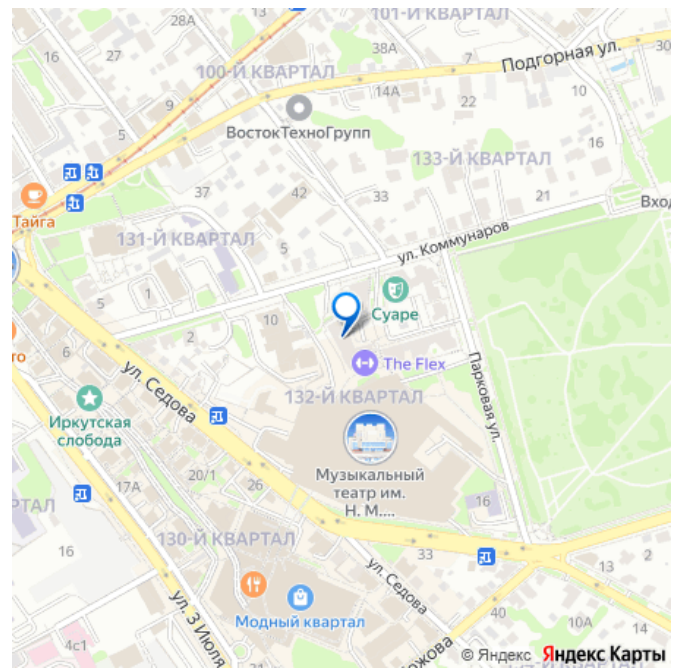 101-Й КВАРТАЛ
16
28
38А
27
Подгорная ул.
30
100-Й КВАРТАЛ
38А
7
14А
22
10
9
ВостокТехноГрупп
5
16
133-Й КВАРТАЛ
37
42
33
21
Тайга
Вход
131-Й КВАРТАЛ
5
ул. Коммунаров
5
1
Суаре
2
10
The Flex
Парковая ул.
ул. Седова
132-Й КВАРТАЛ
Иркутская
слобода
Музыкальный
театр им.
Н. М....
20/1
26
17А
16
130-Й КВАРТАЛ
16
33
13
2
ул. Седова
Модный квартал
ул. 3 Июля
40
10А
14
4с1
© Яндекс Яндекс Карты